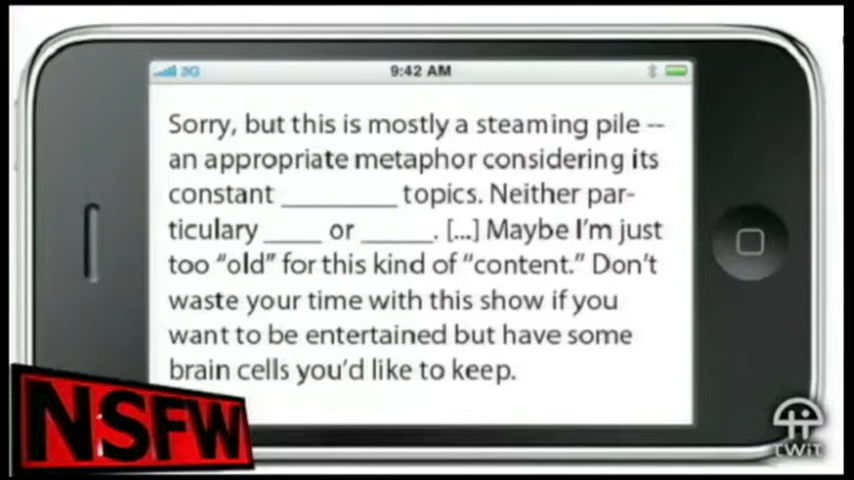 3G
9:42 AM
Sorry, but this is mostly a steaming pile --
an appropriate metaphor considering its
constant _________ topics. Neither par-
ticulary _____ or ______. [...] Maybe I'm just
too "old" for this kind of "content." Don't
waste your time with this show if you
want to be entertained but have some
brain cells you'd like to keep.
NSFW
tWiT